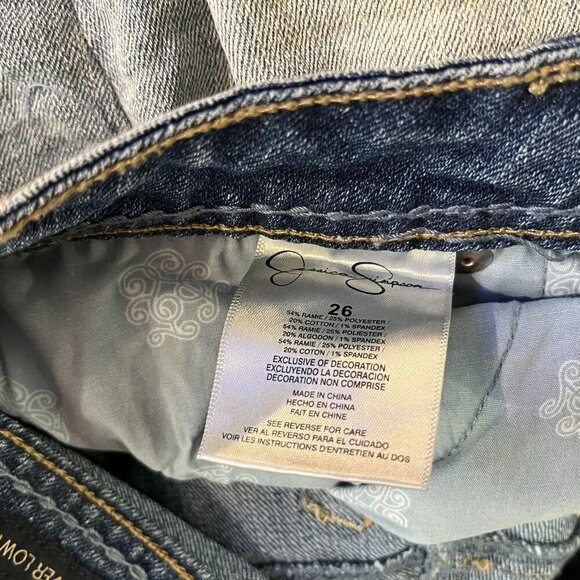 Jessica Simpson
26
54% RAMIE / 25% POLYESTER /
20% COTTON / 1% SPANDEX
54% RAMIE / 25% POLIESTER /
20% ALGODON / 1% SPANDEX
54% RAMIE / 25% POLYESTER /
20% COTON / 1% SPANDEX
EXCLUSIVE OF DECORATION
EXCLUYENDO LA DECORACION
DÉCORATION NON COMPRISE
MADE IN CHINA
HECHO EN CHINA
FAIT EN CHINE
SEE REVERSE FOR CARE
VER AL REVERSO PARA EL CUIDADO
VOIR LES INSTRUCTIONS D'ENTRETIEN AU DOS
LOW